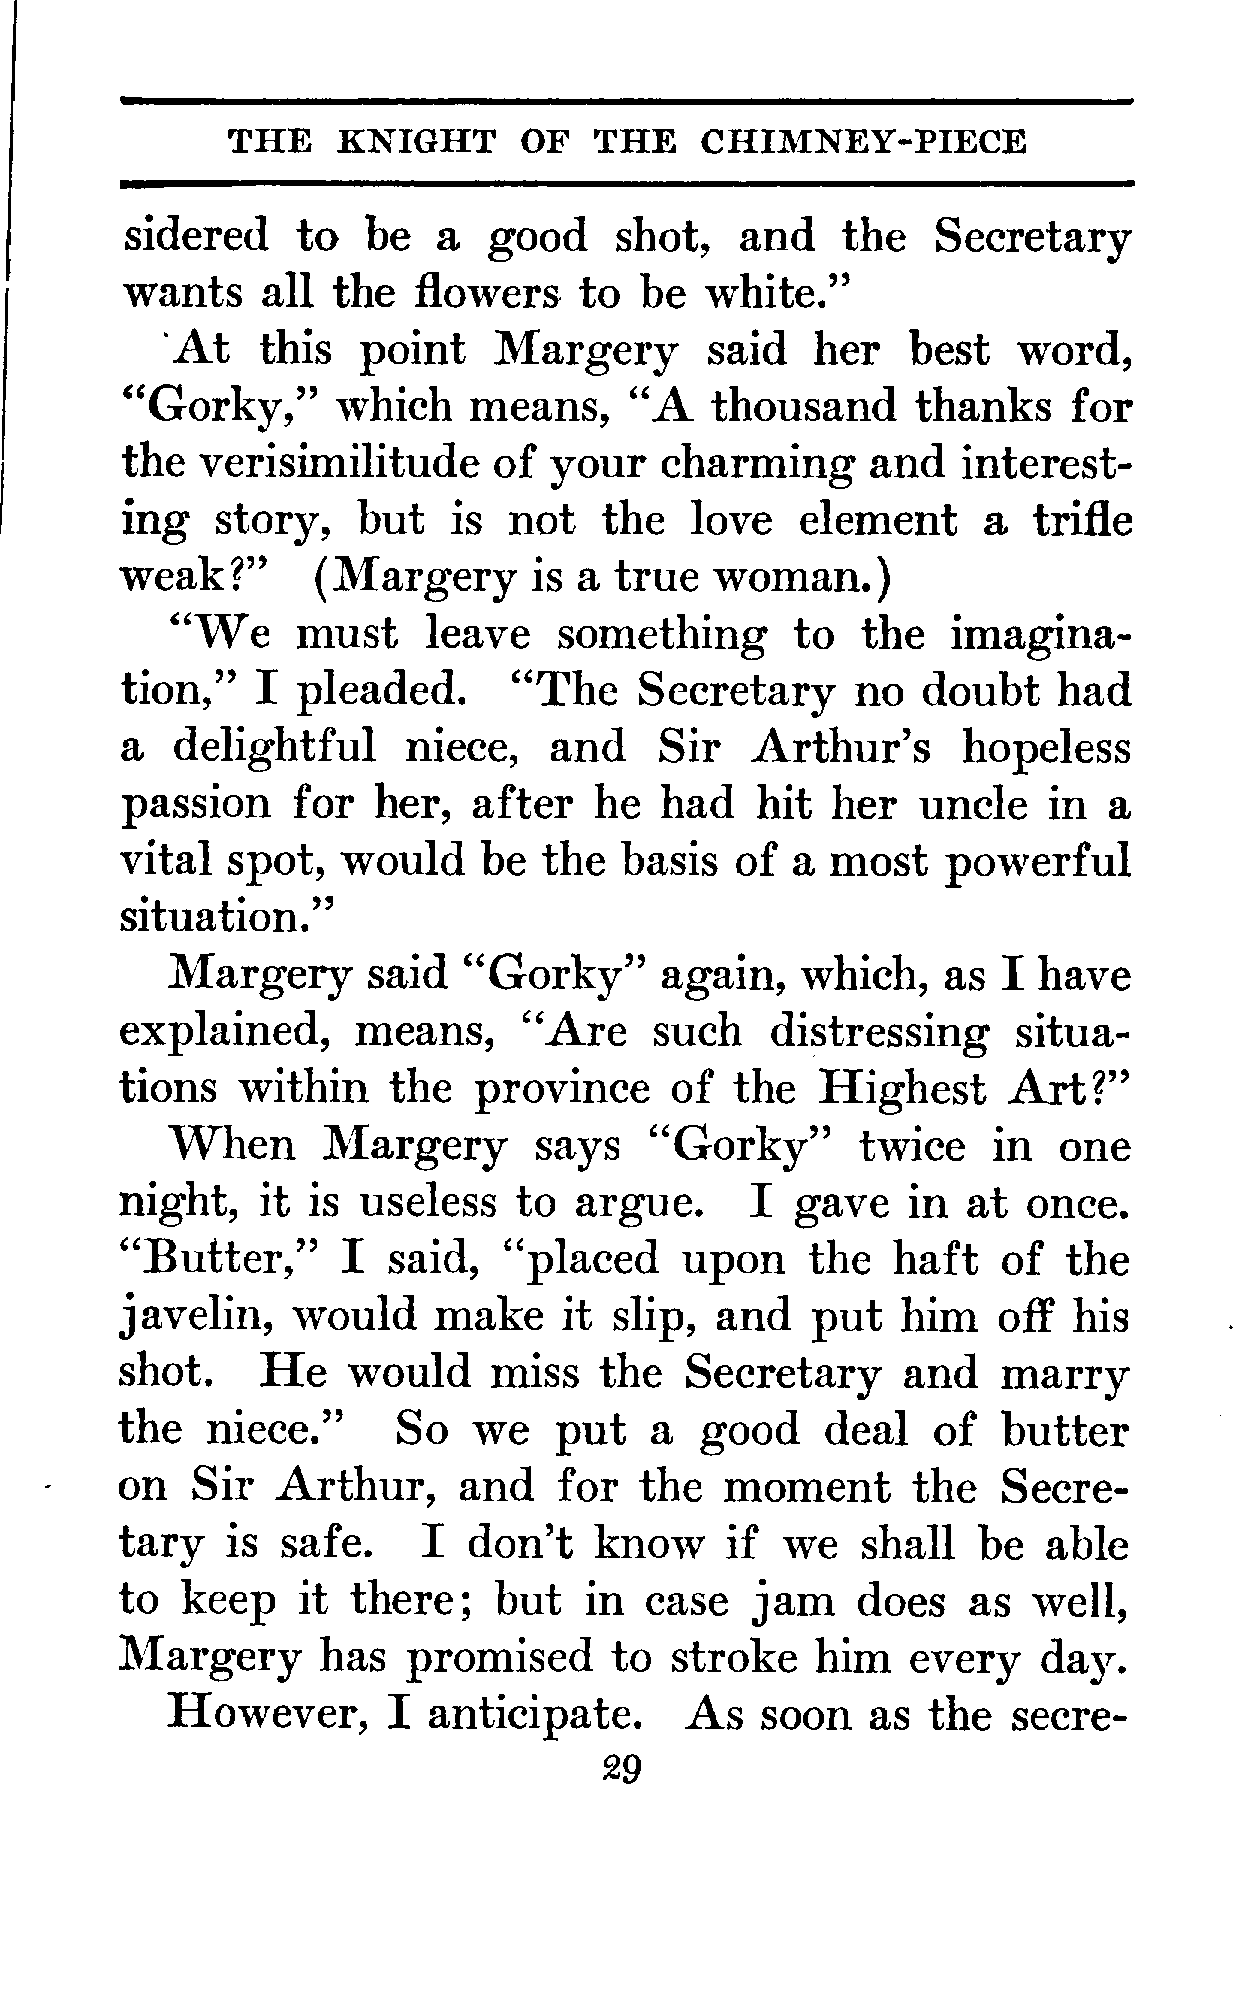 THE KNIGHT OF THE CHIMNEY-PIECE
sidered to be a good shot, and the Secretary
wants all the flowers to be white."
At this point Margery said her best word,
"Gorky," which means, "A thousand thanks for
the verisimilitude of your charming and interest-
ing story, but is not the love element a trifle
weak?" (Margery is a true woman.)
"We must leave something to the imagina-
tion," I pleaded. "The Secretary no doubt had
a delightful niece, and Sir Arthur's hopeless
passion for her, after he had hit her uncle in a
vital spot, would be the basis of a most powerful
situation."
Margery said "Gorky" again, which, as I have
explained, means, "Are such distressing situa-
tions within the province of the Highest Art?"
When Margery says "Gorky" twice in one
night, it is useless to argue. I gave in at once.
"Butter," I said, "placed upon the haft of the
javelin, would make it slip, and put him off his
shot. He would miss the Secretary and marry
the niece." So we put a good deal of butter
on Sir Arthur, and for the moment the Secre-
tary is safe. I don't know if we shall be able
to keep it there; but in case jam does as well,
Margery has promised to stroke him every day.
However, I anticipate. As soon as the secre-
29